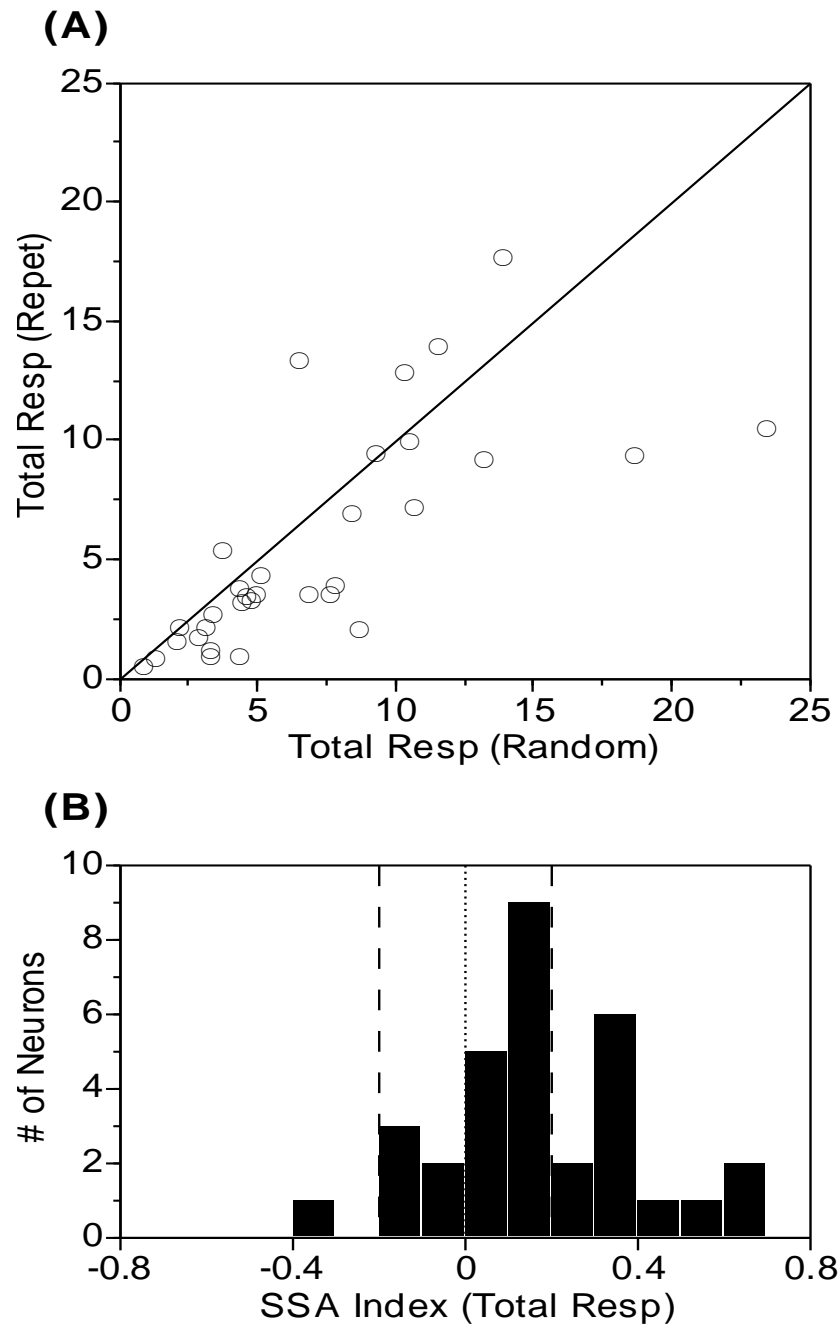 (A)
25
20
15
10
5
0
Total Resp (Repet)
0 5 10 15 20 25
Total Resp (Random)
(B)
10
8
6
4
2
0
# of Neurons
-0.8 -0.4 0 0.4 0.8
SSA Index (Total Resp)